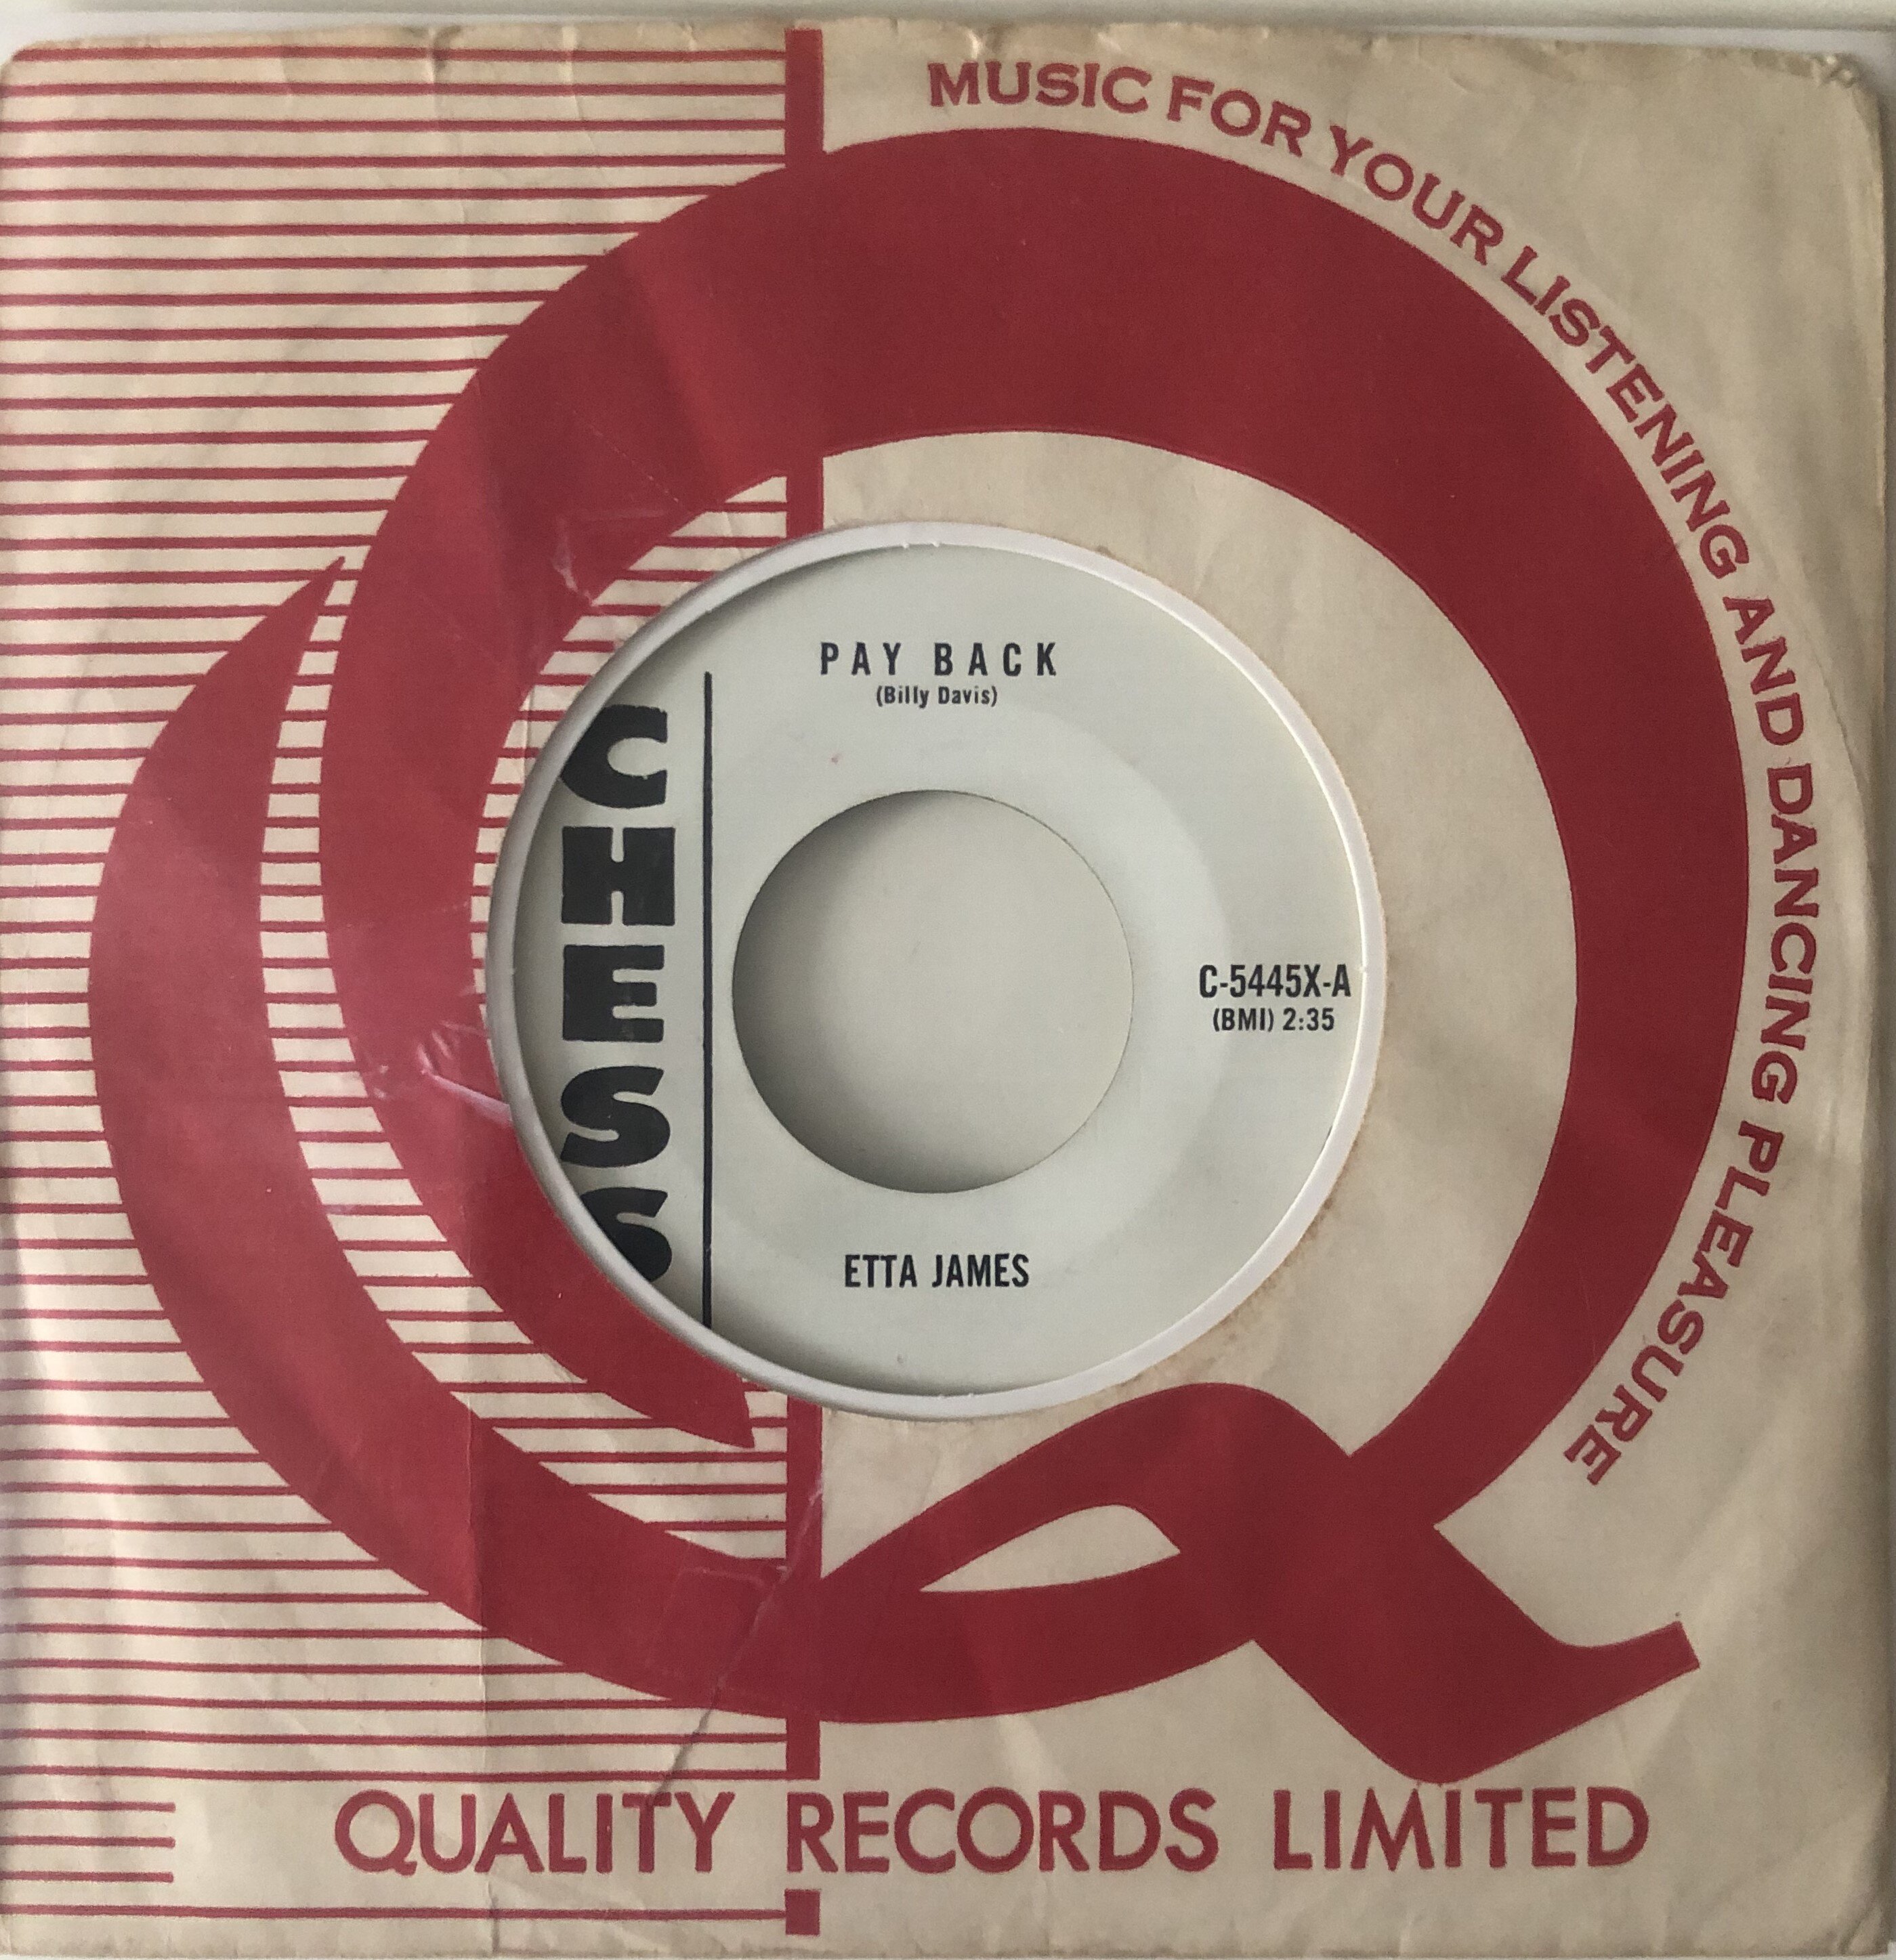 MUSIC FOR YOUR LISTENING AND DANCING PLEASURE
PAY BACK
(Billy Davis)
CHESS
C-5445X-A
(BMI) 2:35
ETTA JAMES
QUALITY RECORDS LIMITED